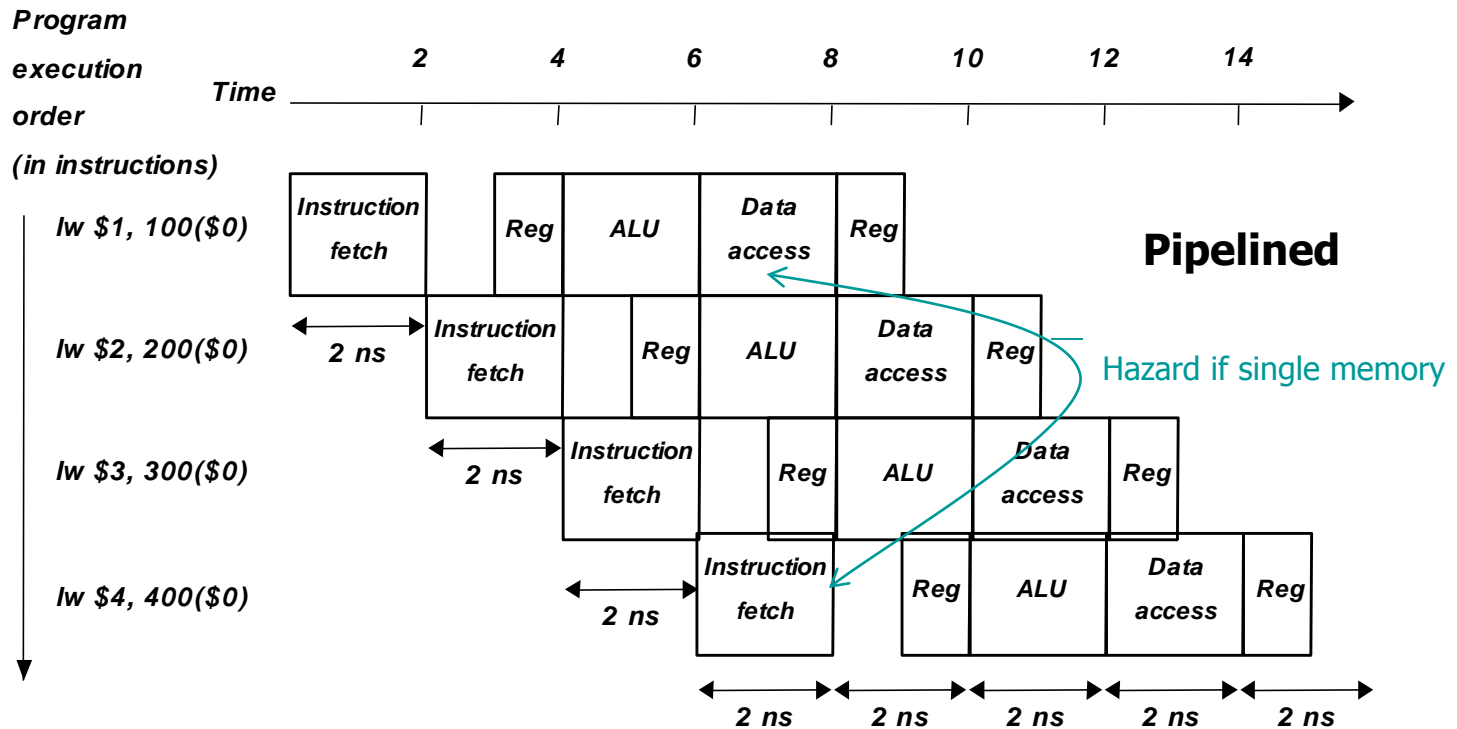 Program
execution
order
(in instructions)
Time
2 4 6 8 10 12 14
lw $1, 100($0)
Instruction
fetch
Reg
ALU
Data
access
Reg
Pipelined
2 ns
lw $2, 200($0)
Instruction
fetch
Reg
ALU
Data
access
Reg
Hazard if single memory
2 ns
lw $3, 300($0)
Instruction
fetch
Reg
ALU
Data
access
Reg
2 ns
lw $4, 400($0)
Instruction
fetch
Reg
ALU
Data
access
Reg
2 ns 2 ns 2 ns 2 ns 2 ns